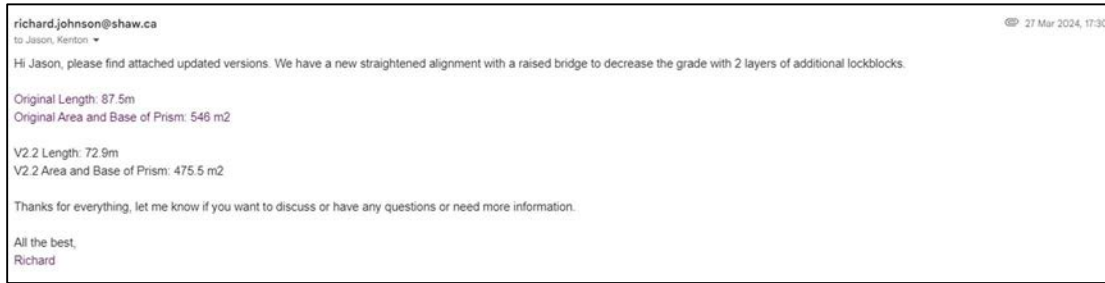 richard.johnson@shaw.ca
27 Mar 2024, 17:30
to Jason, Kenton
Hi Jason, please find attached updated versions. We have a new straightened alignment with a raised bridge to decrease the grade with 2 layers of additional lockblocks.
Original Length: 87.5m
Original Area and Base of Prism: 546 m2
V2.2 Length: 72.9m
V2.2 Area and Base of Prism: 475.5 m2
Thanks for everything, let me know if you want to discuss or have any questions or need more information.
All the best,
Richard